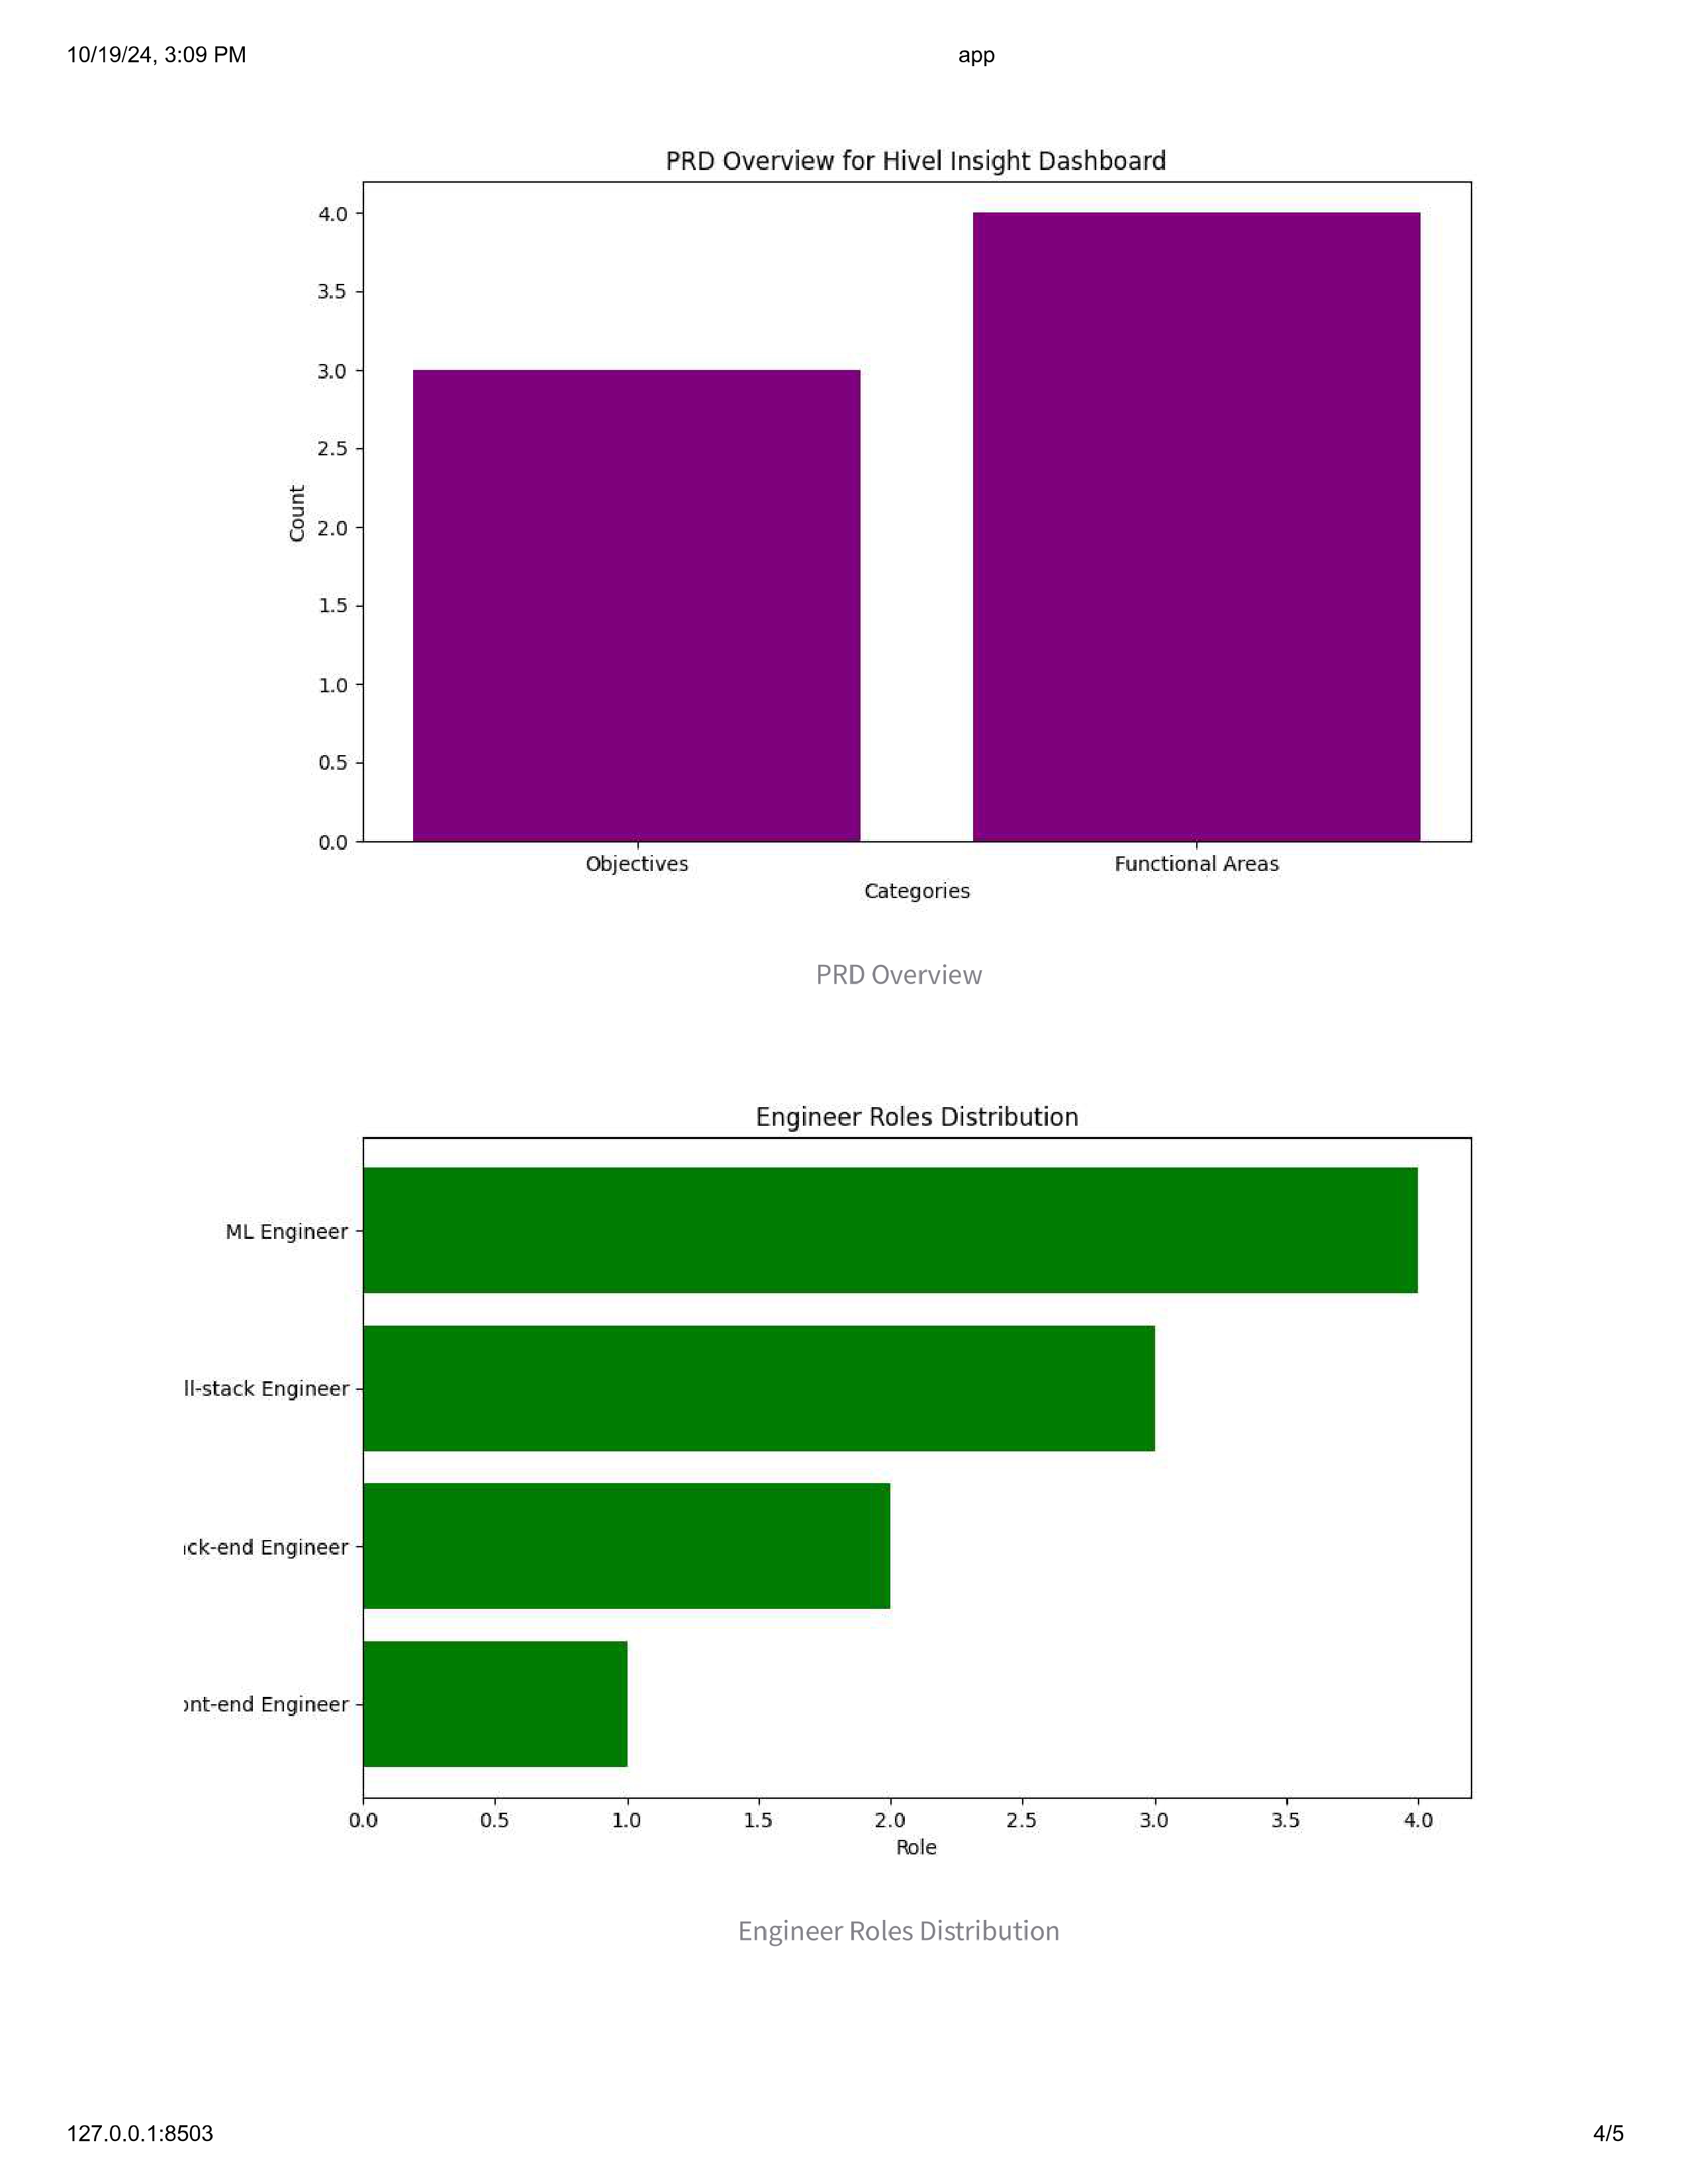 10/19/24, 3:09 PM app
PRD Overview for Hivel Insight Dashboard
4.0
3.5
3.0
2.5
2.0
1.5
1.0
0.5
0.0
Count
Objectives Functional Areas
Categories
PRD Overview
Engineer Roles Distribution
ML Engineer
ll-stack Engineer
ck-end Engineer
nt-end Engineer
0.0 0.5 1.0 1.5 2.0 2.5 3.0 3.5 4.0
Role
Engineer Roles Distribution
127.0.0.1:8503 4/5